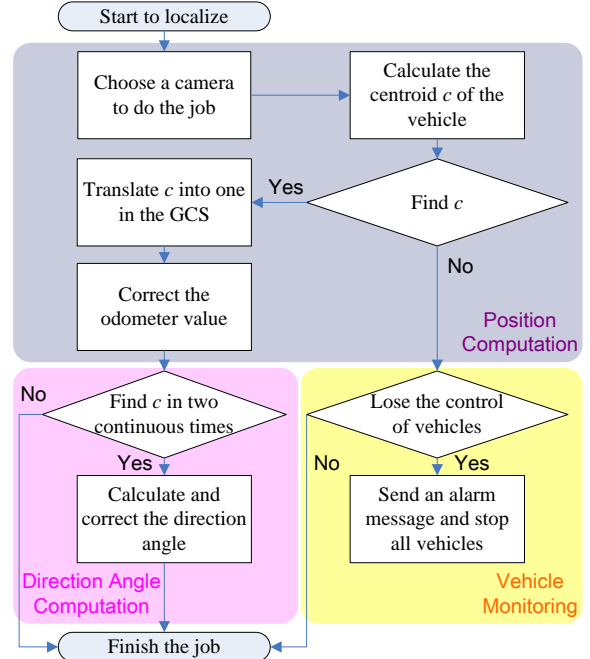 Start to localize
Choose a camera
to do the job
Calculate the
centroid c of the
vehicle
Translate c into one
in the GCS
Yes
Find c
No
Correct the
odometer value
Position
Computation
No
Find c in two
continuous times
Lose the control
of vehicles
Yes
No
Yes
Calculate and
correct the direction
angle
Send an alarm
message and stop
all vehicles
Direction Angle
Computation
Vehicle
Monitoring
Finish the job